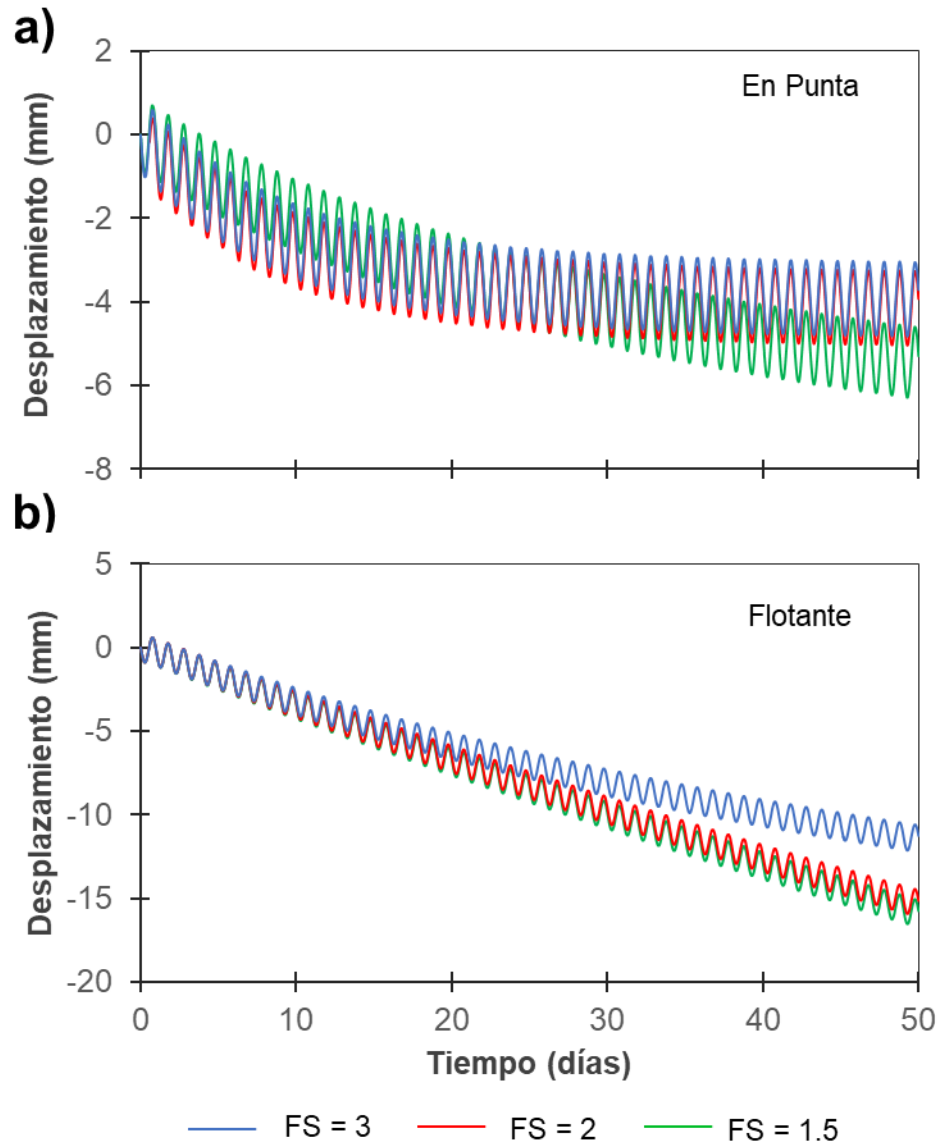 a)
En Punta
Desplazamiento (mm)
2
0
-2
-4
-6
-8
b)
Flotante
Desplazamiento (mm)
5
0
-5
-10
-15
-20
0 10 20 30 40 50
Tiempo (días)
FS = 3 FS = 2 FS = 1.5